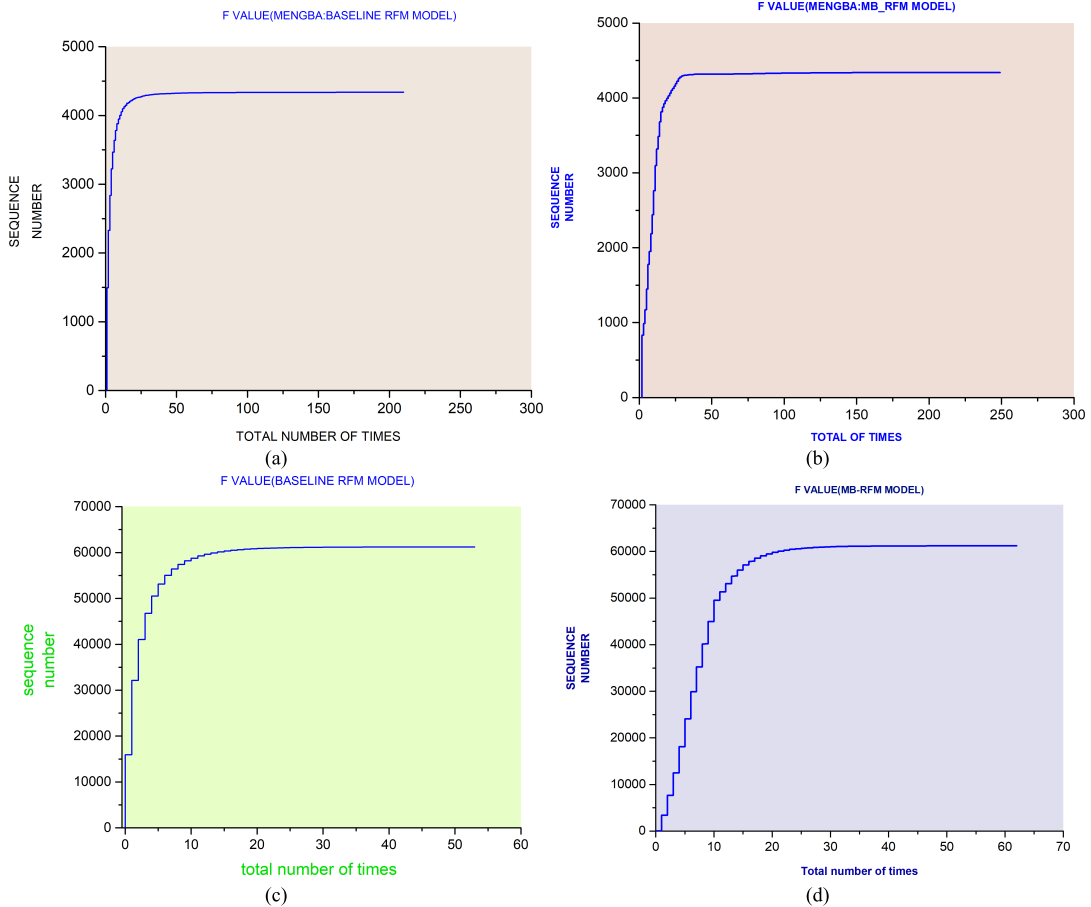 F VALUE(MENGBA:BASELINE RFM MODEL)
5000
4000
3000
2000
1000
0
SEQUENCE
NUMBER
0 50 100 150 200 250 300
TOTAL NUMBER OF TIMES
(a)
F VALUE(MENGBA:MB_RFM MODEL)
5000
4000
3000
2000
1000
0
SEQUENCE
NUMBER
0 50 100 150 200 250 300
TOTAL OF TIMES
(b)
F VALUE(BASELINE RFM MODEL)
70000
60000
50000
40000
30000
20000
10000
0
sequence
number
0 10 20 30 40 50 60
total number of times
(c)
F VALUE(MB-RFM MODEL)
70000
60000
50000
40000
30000
20000
10000
0
SEQUENCE
NUMBER
0 10 20 30 40 50 60 70
Total number of times
(d)